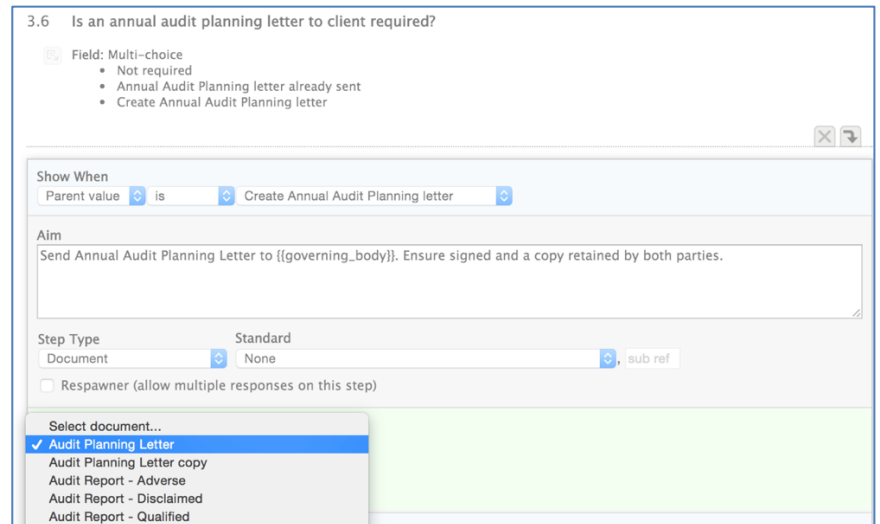 3.6 Is an annual audit planning letter to client required?
Field: Multi-choice
• Not required
• Annual Audit Planning letter already sent
• Create Annual Audit Planning letter
Show When
Parent value is Create Annual Audit Planning letter
Aim
Send Annual Audit Planning Letter to {{governing_body}}. Ensure signed and a copy retained by both parties.
Step Type Standard
Document None , sub ref
Respawner (allow multiple responses on this step)
Select document...
✓ Audit Planning Letter
Audit Planning Letter copy
Audit Report - Adverse
Audit Report - Disclaimed
Audit Report - Qualified